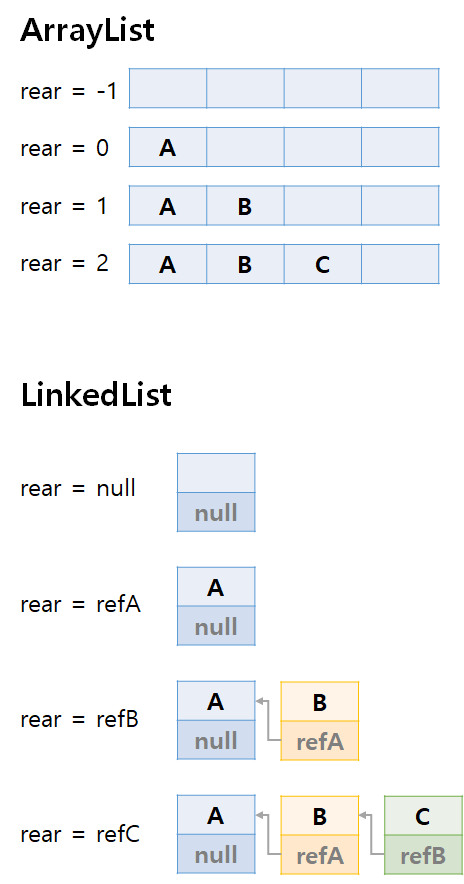 ArrayList
rear = -1
rear = 0 A
rear = 1 A B
rear = 2 A B C
LinkedList
rear = null
null
A
rear = refA
null
A B
rear = refB
null refA
A B C
rear = refC
null refA refB